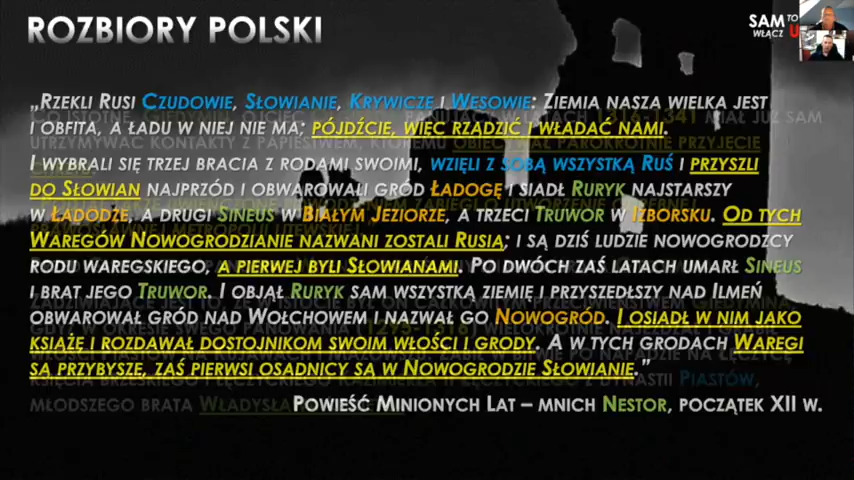 ROZBIORY POLSKI
SAM TO
WŁĄCZ U
„RZEKLI RUSI CZUDOWIE, SŁOWIANIE, KRYWICZE I WESOWIE: ZIEMIA NASZA WIELKA JEST
I OBFITA, A ŁADU W NIEJ NIE MA; PÓJDŹCIE, WIĘC RZĄDZIĆ I WŁADAĆ NAMI.
I WYBRALI SIĘ TRZEJ BRACIA Z RODAMI SWOIMI, WZIĘLI Z SOBĄ WSZYSTKĄ RUŚ I PRZYSZLI
DO SŁOWIAN NAJPRZÓD I OBWAROWALI GRÓD ŁADOGĘ I SIADŁ RURYK NAJSTARSZY
W ŁADODZE, A DRUGI SINEUS W BIAŁYM JEZIORZE, A TRZECI TRUWOR W IZBORSKU. OD TYCH
WAREGÓW NOWOGRODZIANIE NAZWANI ZOSTALI RUSIĄ; I SĄ DZIŚ LUDZIE NOWOGRODZCY
RODU WAREGSKIEGO, A PIERWEJ BYLI SŁOWIANAMI. PO DWÓCH ZAŚ LATACH UMARŁ SINEUS
I BRAT JEGO TRUWOR. I OBJĄŁ RURYK SAM WSZYSTKĄ ZIEMIĘ I PRZYSZEDŁSZY NAD ILMEŃ
OBWAROWAŁ GRÓD NAD WOŁCHOWEM I NAZWAŁ GO NOWOGRÓD. I OSIADŁ W NIM JAKO
KSIĄŻĘ I ROZDAWAŁ DOSTOJNIKOM SWOIM WŁOŚCI I GRODY. A W TYCH GRODACH WAREGI
SĄ PRZYBYSZE, ZAŚ PIERWSI OSADNICY SĄ W NOWOGRODZIE SŁOWIANIE."
MŁODSZEGO BRATA
POWIEŚĆ MINIONYCH LAT – MNICH NESTOR, POCZĄTEK XII W.